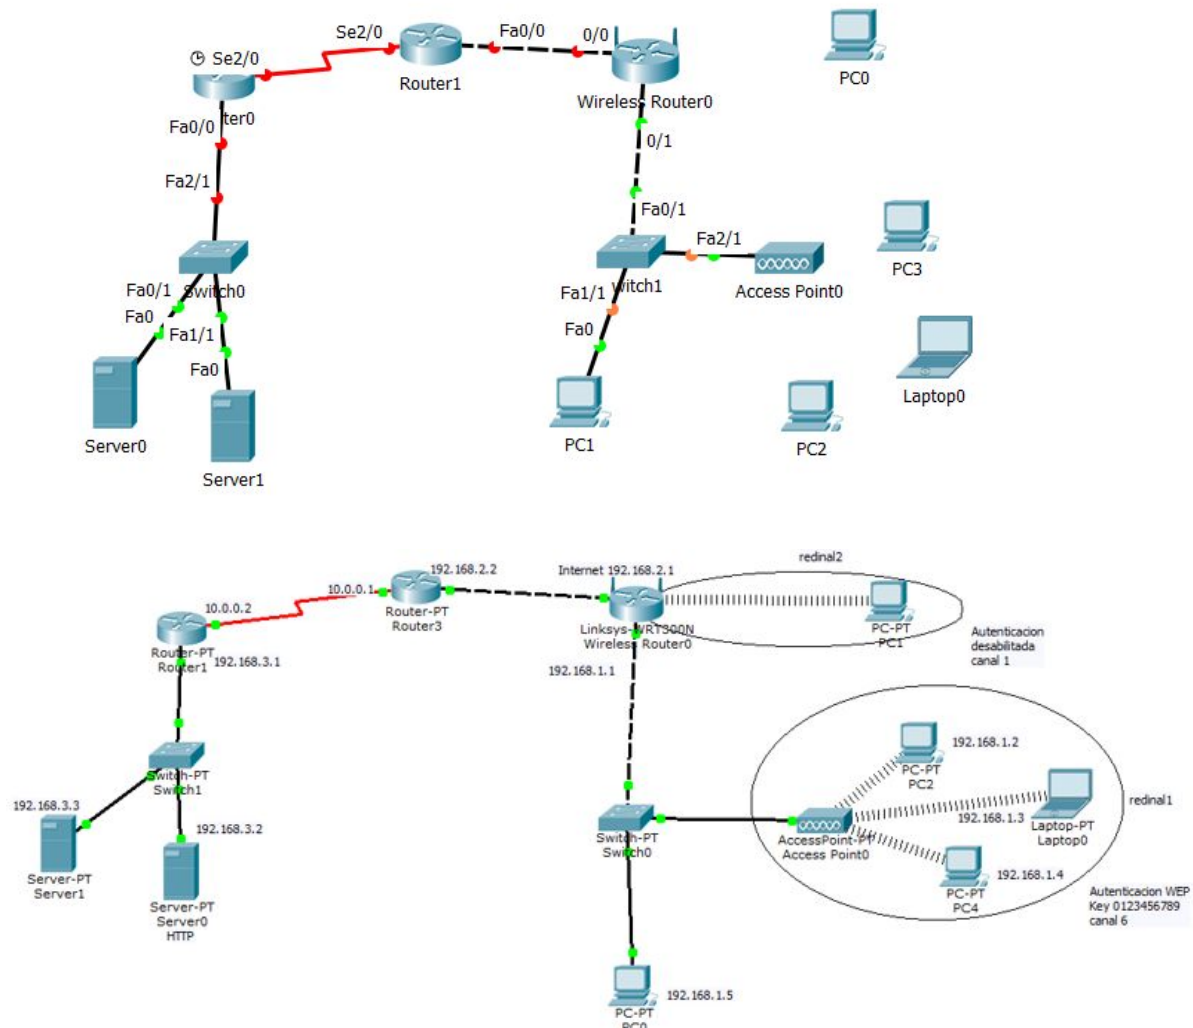 Se2/0
Fa0/0
0/0
Se2/0
Router1
PC0
Wireless Router0
ter0
Fa0/0
0/1
Fa2/1
Fa0/1
Fa2/1
PC3
Switch0
witch1
Access Point0
Fa0/1
Fa0
Fa1/1
Fa1/1
Fa0
Fa0
Laptop0
Server0
PC1
PC2
Server1
redinal2
192.168.2.2
Internet 192.168.2.1
10.0.0.1
10.0.0.2
Router-PT
Router3
Linksys-WRT300N
Wireless Router0
PC-PT
PC1
Autenticacion
desabilitada
canal 1
Router-PT
Router1
192.168.3.1
192.168.1.1
192.168.1.2
PC-PT
PC2
Switch-PT
Switch1
redinal1
192.168.3.3
192.168.3.2
192.168.1.3
Laptop-PT
Laptop0
Switch-PT
Switch0
AccessPoint-PT
Access Point0
Server-PT
Server1
192.168.1.4
PC-PT
PC4
Autenticacion WEP
Key 0123456789
canal 6
Server-PT
Server0
HTTP
192.168.1.5
PC-PT
PC0